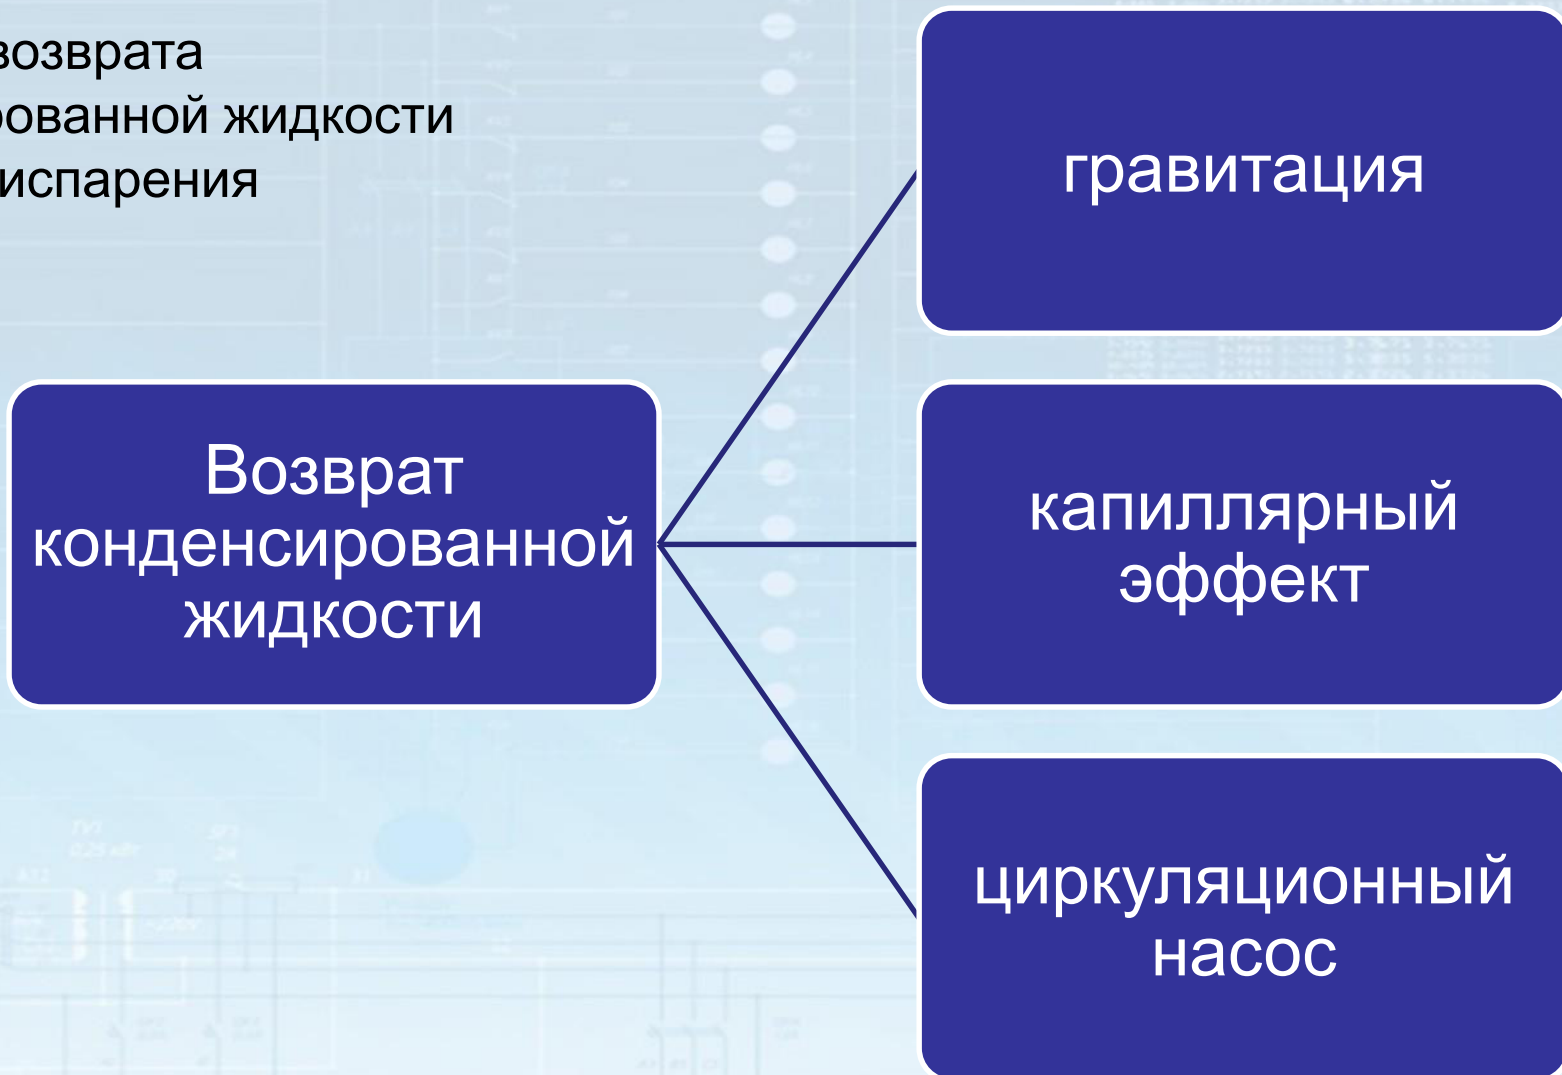 возврата
рованной жидкости
испарения
гравитация
Возврат
конденсированной
жидкости
капиллярный
эффект
циркуляционный
насос